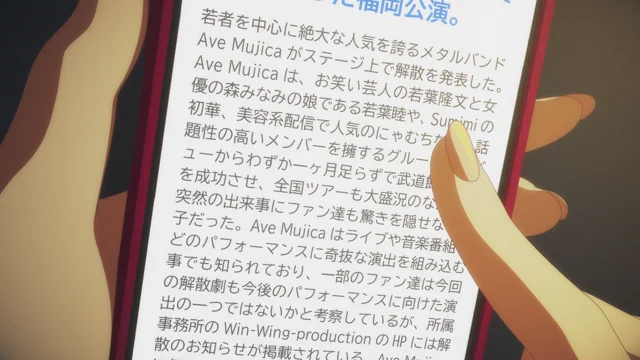 た福岡公演。
若者を中心に絶大な人気を誇るメタルバンド
Ave Mujica がステージ上で解散を発表した。
Ave Mujica は、お笑い芸人の若葉隆文と女
優の森みなみの娘である若葉睦や、Sumimi の
初華、美容系配信で人気のにゃむち 話
題性の高いメンバーを擁するグルー
ューからわずか一ヶ月足らずで武道
を成功させ、全国ツアーも大盛況のな
突然の出来事にファン達も驚きを隠せな
子だった。Ave Mujica はライブや音楽番組
どのパフォーマンスに奇抜な演出を組み込む
事でも知られており、一部のファン達は今回
の解散劇も今後のパフォーマンスに向けた演
出の一つではないかと考察しているが、所属
事務所の Win-Wing-production の HP には解
散のお知らせが掲載されている。Ave Muji